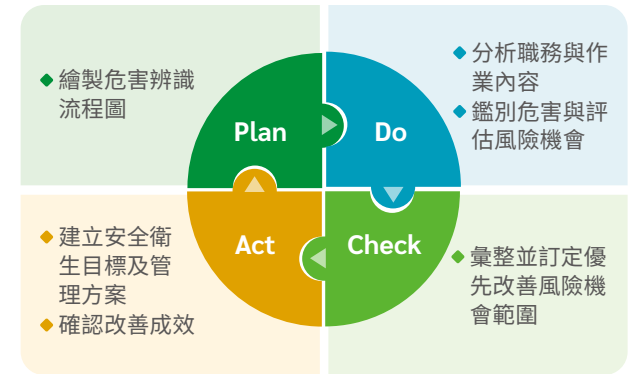 繪製危害辨識
流程圖
Plan
Do
分析職務與作
業內容
鑑別危害與評
估風險機會
建立安全衛
生目標及管
理方案
確認改善成效
Act
Check
彙整並訂定優
先改善風險機
會範圍